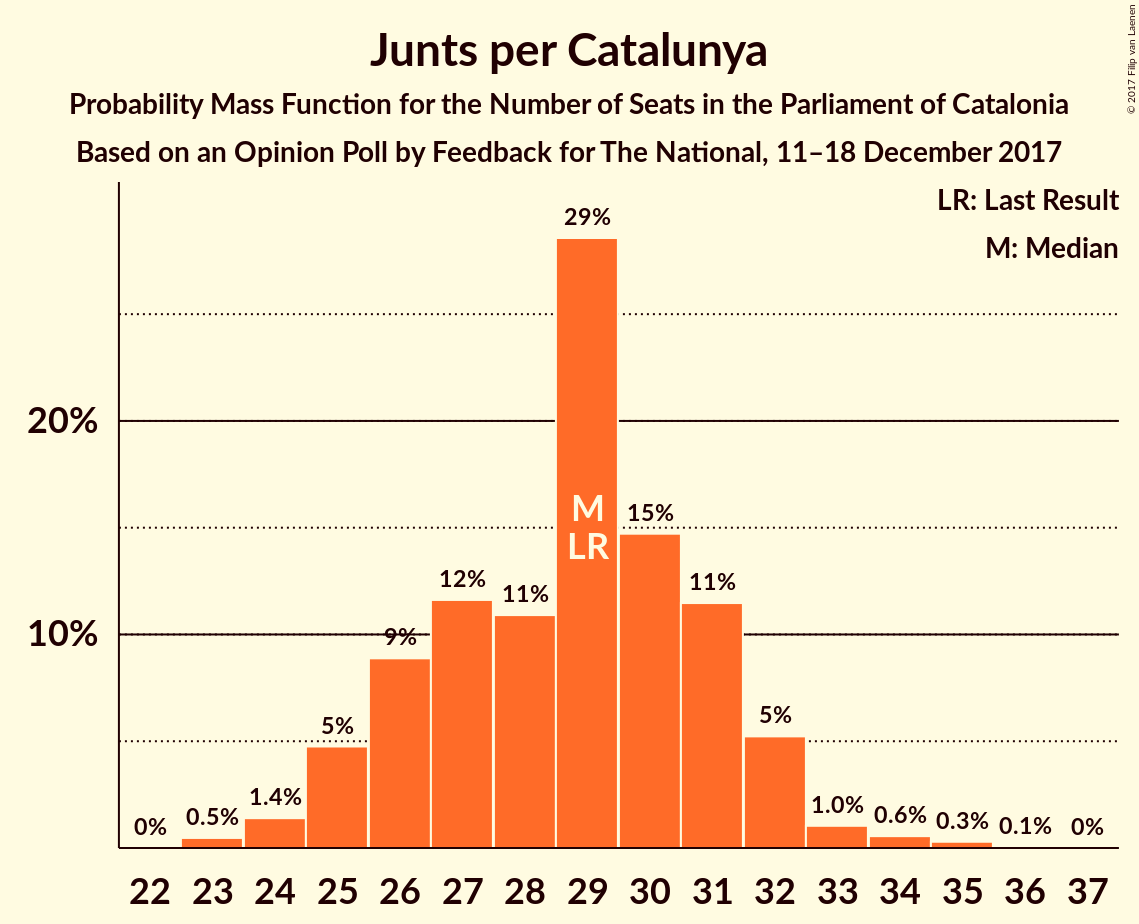 Junts per Catalunya
Probability Mass Function for the Number of Seats in the Parliament of Catalonia
Based on an Opinion Poll by Feedback for The National, 11–18 December 2017
© 2017 Filip van Laenen
LR: Last Result
M: Median
20%
10%
0%
0.5%
1.4%
5%
9%
12%
11%
29%
15%
11%
5%
1.0%
0.6%
0.3%
0.1%
0%
M
LR
22 23 24 25 26 27 28 29 30 31 32 33 34 35 36 37